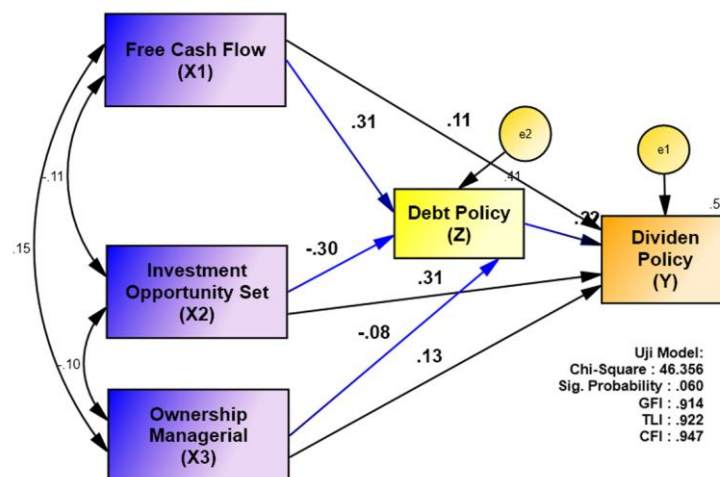 Free Cash Flow
(X1)
e2
.11
.31
e1
-.11
.41
Debt Policy
(Z)
.5
.22
Dividen
Policy
(Y)
.15
Investment
Opportunity Set
(X2)
-.30
.31
-.08
.13
-.10
Ownership
Managerial
(X3)
Uji Model:
Chi-Square : 46.356
Sig. Probability : .060
GFI : .914
TLI : .922
CFI : .947